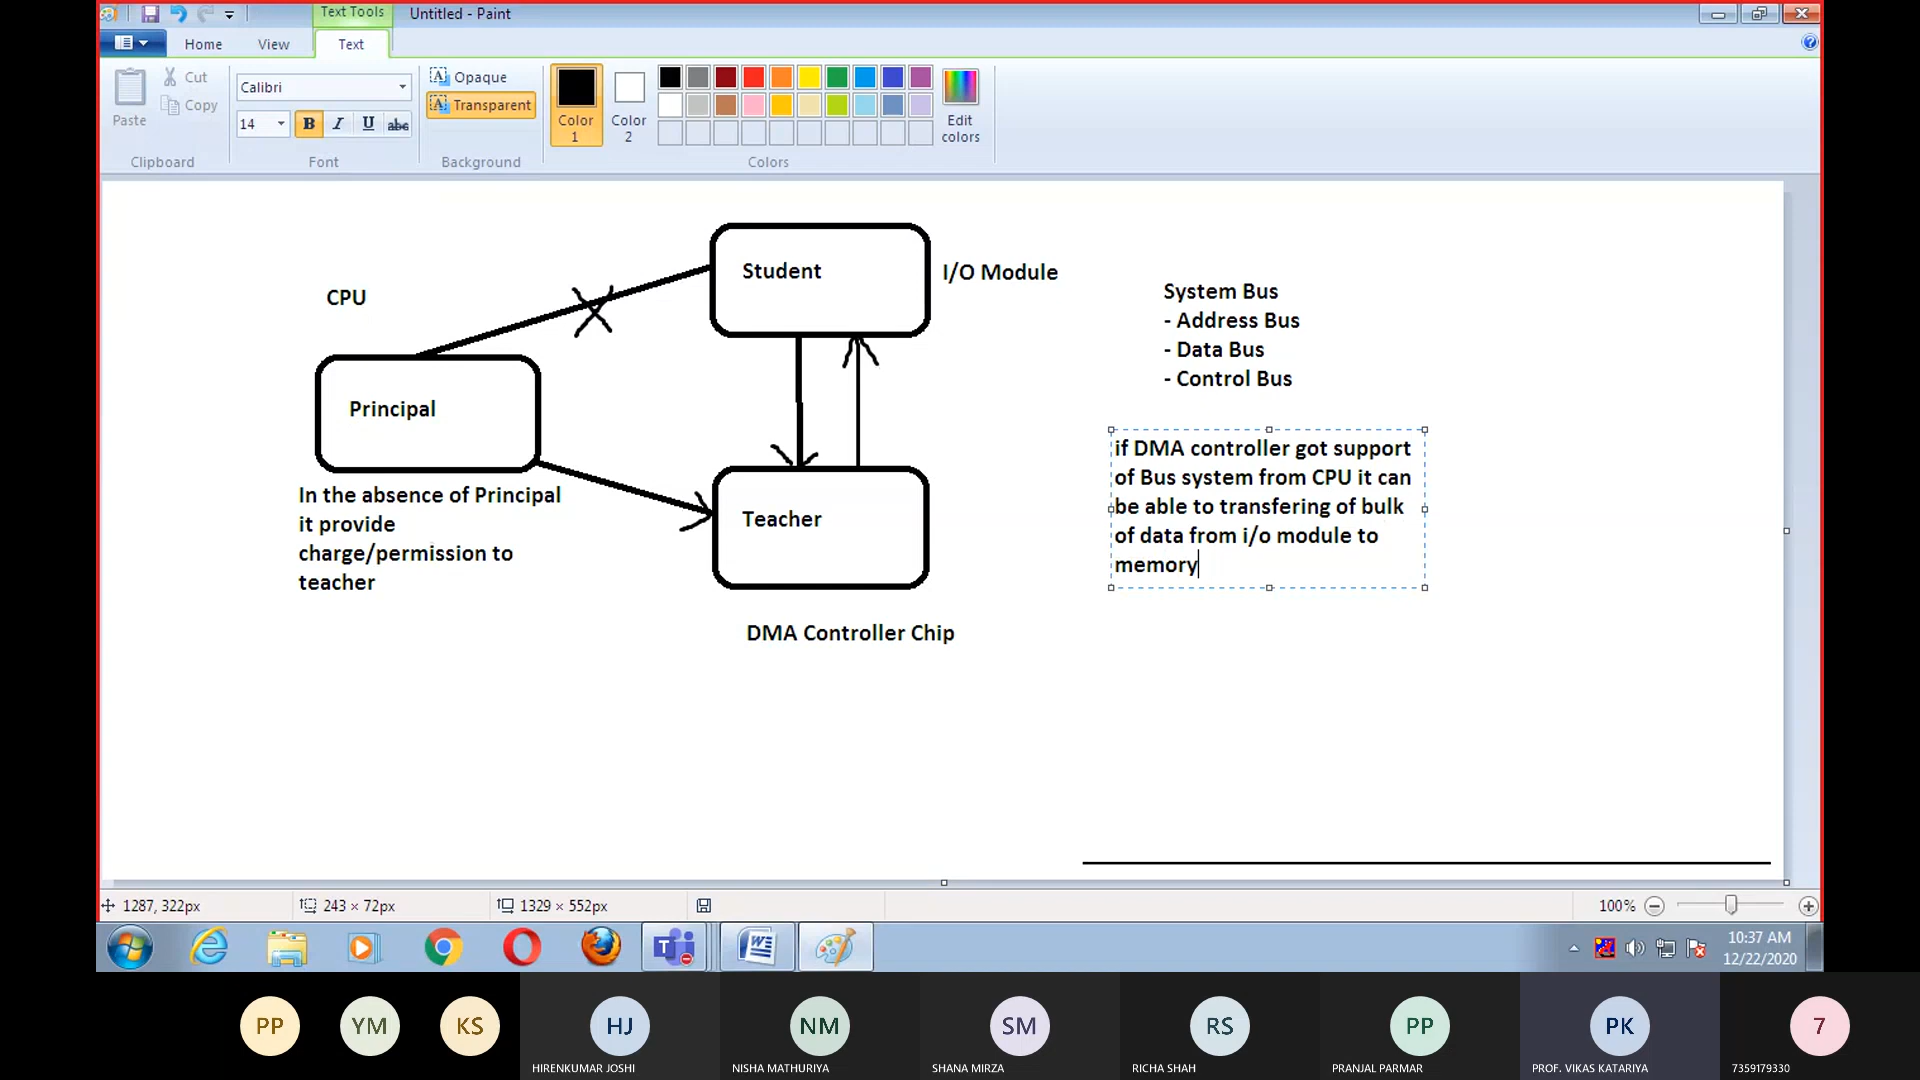 Text Tools
Untitled - Paint
Home
View
Text
Paste
Cut
Copy
Clipboard
Calibri
14
B
I
U
abc
Font
Opaque
Transparent
Background
Color
1
Color
2
Edit
colors
Colors
CPU
Student
I/O Module
Principal
In the absence of Principal
it provide
charge/permission to
teacher
Teacher
DMA Controller Chip
System Bus
- Address Bus
- Data Bus
- Control Bus
if DMA controller got support
of Bus system from CPU it can
be able to transfering of bulk
of data from i/o module to
memory
1287, 322px
243 × 72px
1329 × 552px
100%
10:37 AM
12/22/2020
PP
YM
KS
HJ
HIRENKUMAR JOSHI
NM
NISHA MATHURIYA
SM
SHANA MIRZA
RS
RICHA SHAH
PP
PRANJAL PARMAR
PK
PROF. VIKAS KATARIYA
7
7359179330